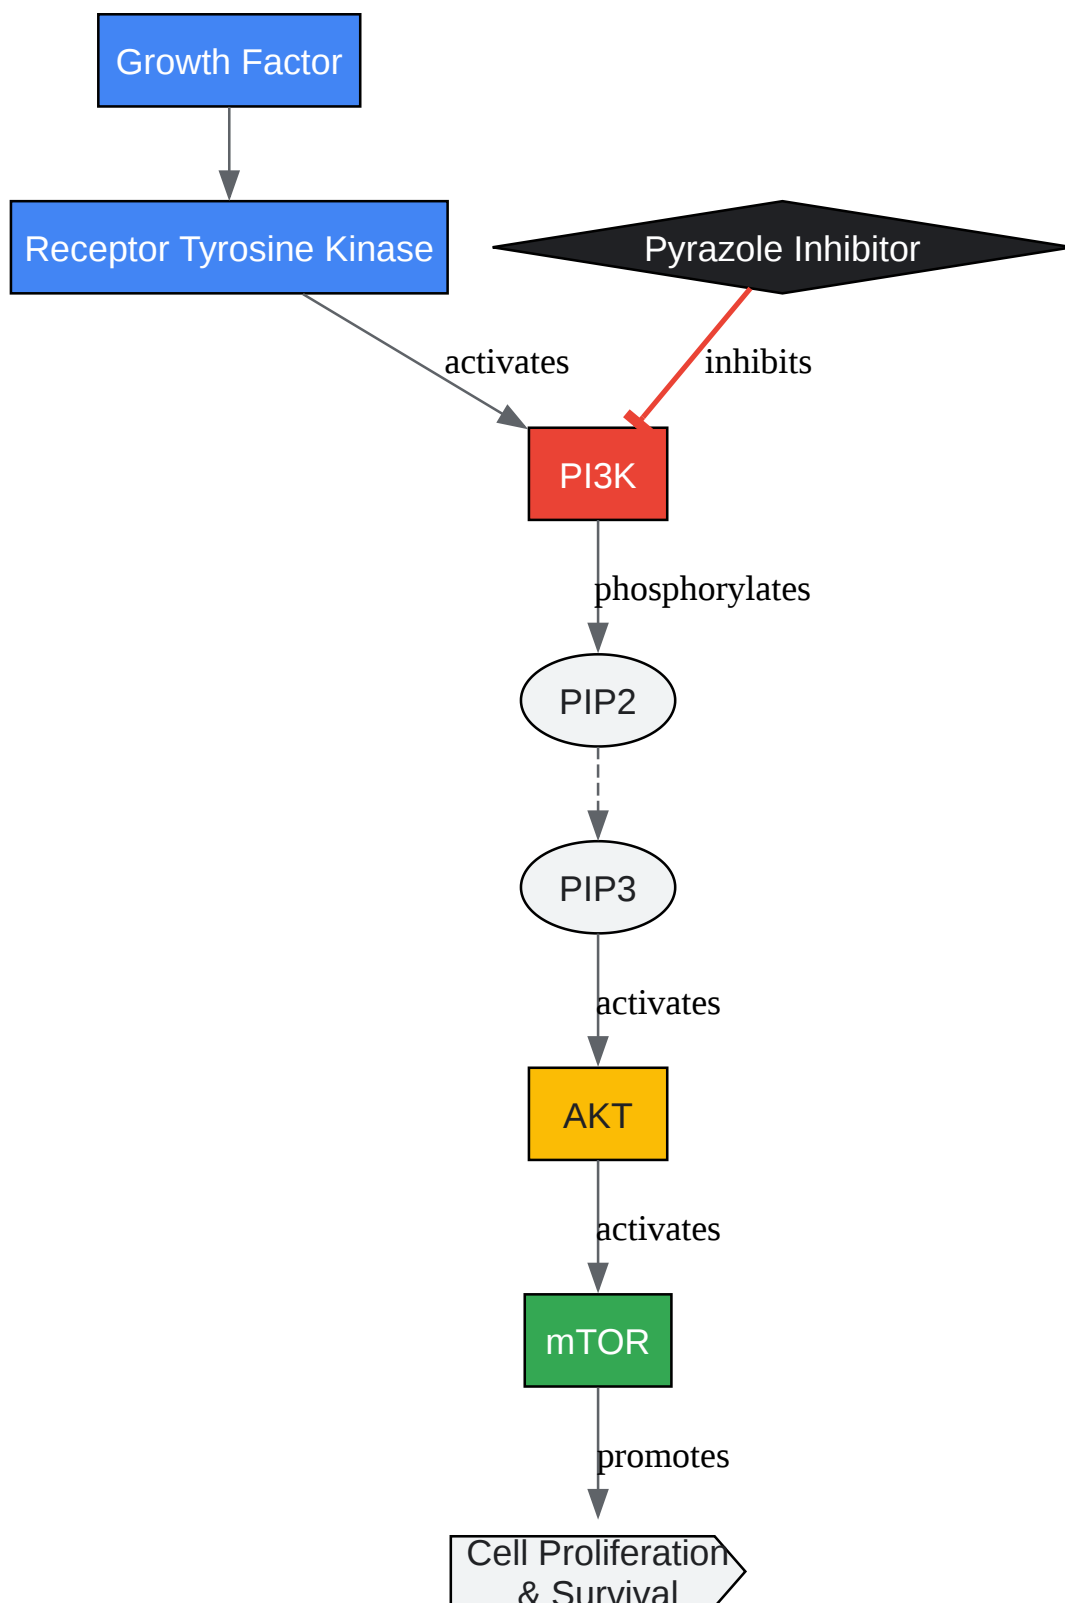 Growth Factor
Receptor Tyrosine Kinase
Pyrazole Inhibitor
activates
inhibits
PI3K
phosphorylates
PIP2
PIP3
activates
AKT
activates
mTOR
promotes
Cell Proliferation
& Survival